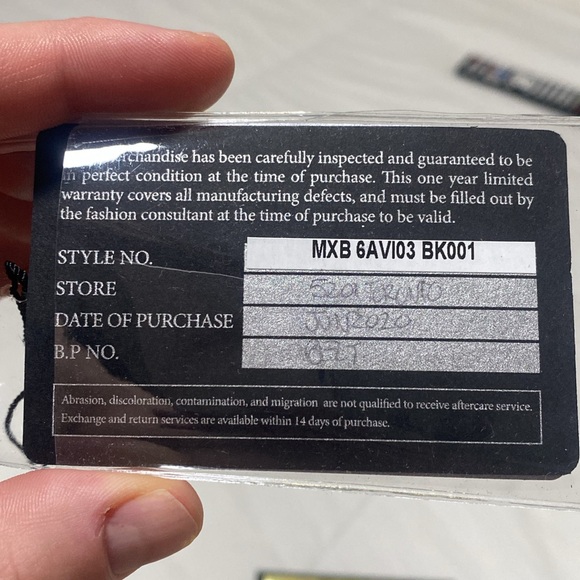 merchandise has been carefully inspected and guaranteed to be
in perfect condition at the time of purchase. This one year limited
warranty covers all manufacturing defects, and must be filled out by
the fashion consultant at the time of purchase to be valid.
STYLE NO. MXB 6AVI03 BK001
STORE
DATE OF PURCHASE
B.P NO.
Abrasion, discoloration, contamination, and migration are not qualified to receive aftercare service.
Exchange and return services are available within 14 days of purchase.